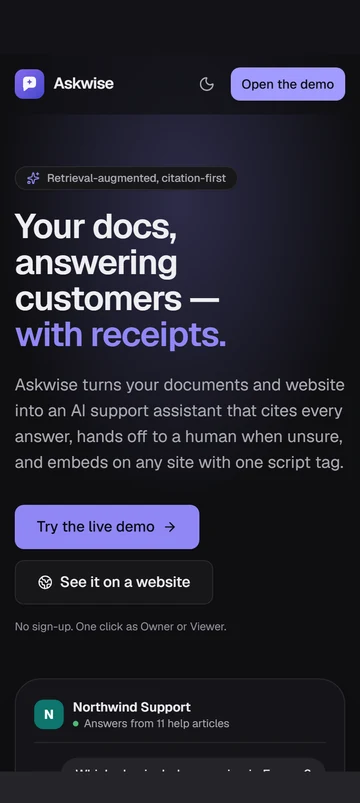 Askwise
Open the demo
Retrieval-augmented, citation-first
Your docs,
answering
customers —
with receipts.
Askwise turns your documents and website
into an AI support assistant that cites every
answer, hands off to a human when unsure,
and embeds on any site with one script tag.
Try the live demo →
See it on a website
No sign-up. One click as Owner or Viewer.
N
Northwind Support
Answers from 11 help articles